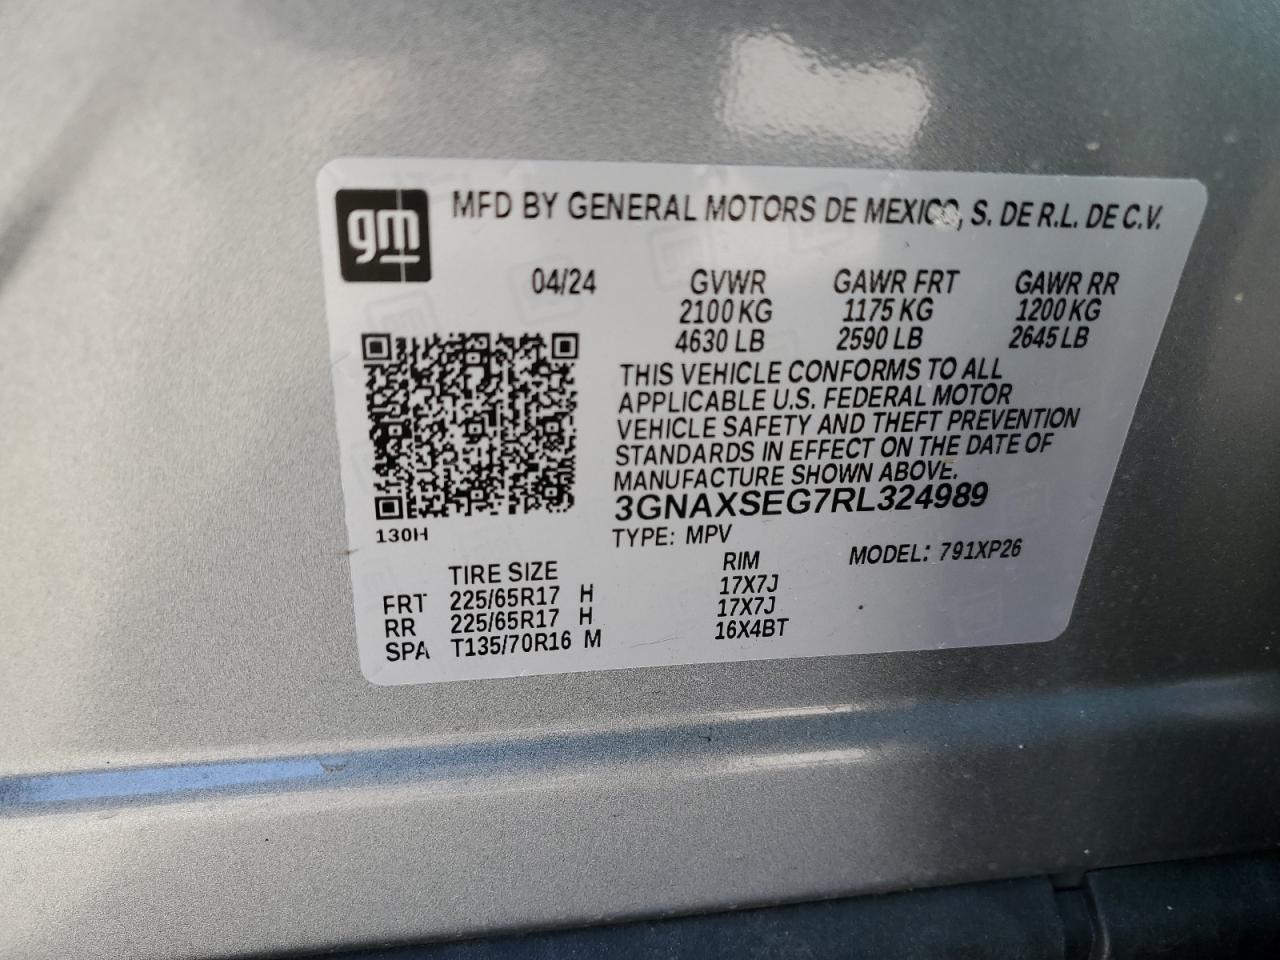 gm
MFD BY GENERAL MOTORS DE MEXICO, S. DE R.L. DE C.V.
04/24 GVWR GAWR FRT GAWR RR
2100 KG 1175 KG 1200 KG
4630 LB 2590 LB 2645 LB
THIS VEHICLE CONFORMS TO ALL
APPLICABLE U.S. FEDERAL MOTOR
VEHICLE SAFETY AND THEFT PREVENTION
STANDARDS IN EFFECT ON THE DATE OF
MANUFACTURE SHOWN ABOVE.
3GNAXSEG7RL324989
130H
TYPE: MPV MODEL: 791XP26
TIRE SIZE RIM
FRT 225/65R17 H 17X7J
RR 225/65R17 H 17X7J
SPA T135/70R16 M 16X4BT